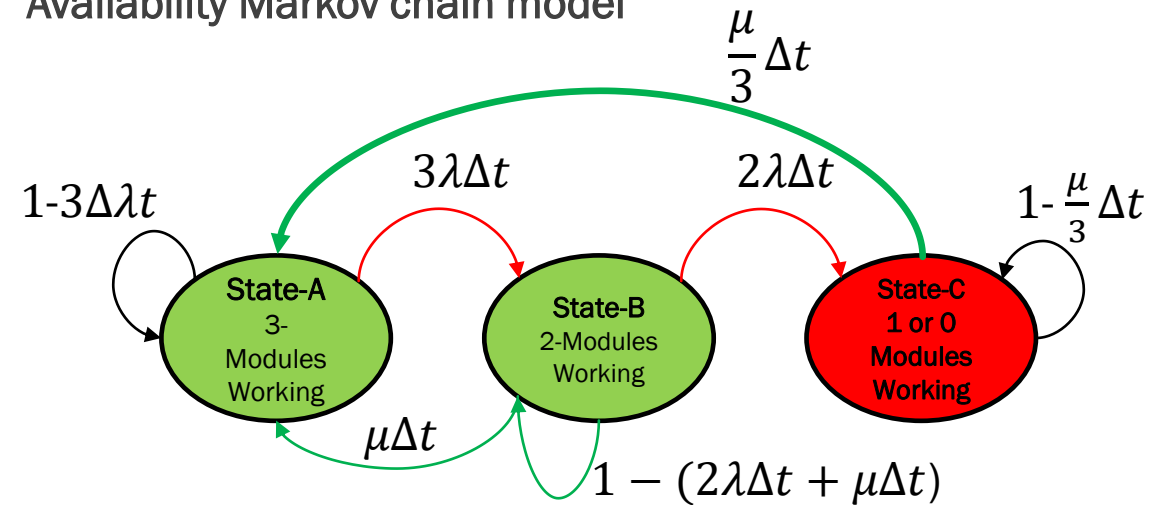 Availability Markov chain model
μ/3 Δt
3λΔt
2λΔt
1-3Δλt
1- μ/3 Δt
State-A
3-
Modules
Working
State-B
2-Modules
Working
State-C
1 or 0
Modules
Working
μΔt
1 − (2λΔt + μΔt)